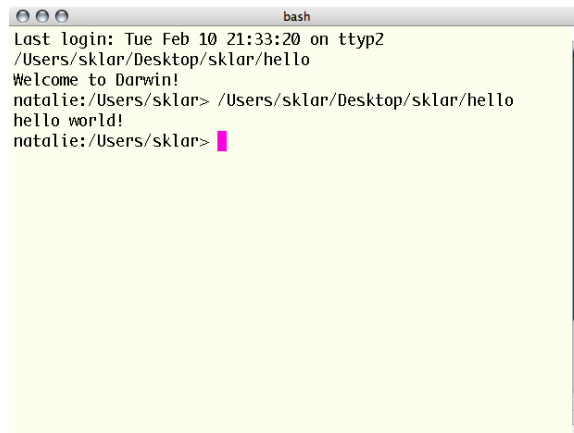 bash
Last login: Tue Feb 10 21:33:20 on ttyp2
/Users/sklar/Desktop/sklar/hello
Welcome to Darwin!
natalie:/Users/sklar> /Users/sklar/Desktop/sklar/hello
hello world!
natalie:/Users/sklar>